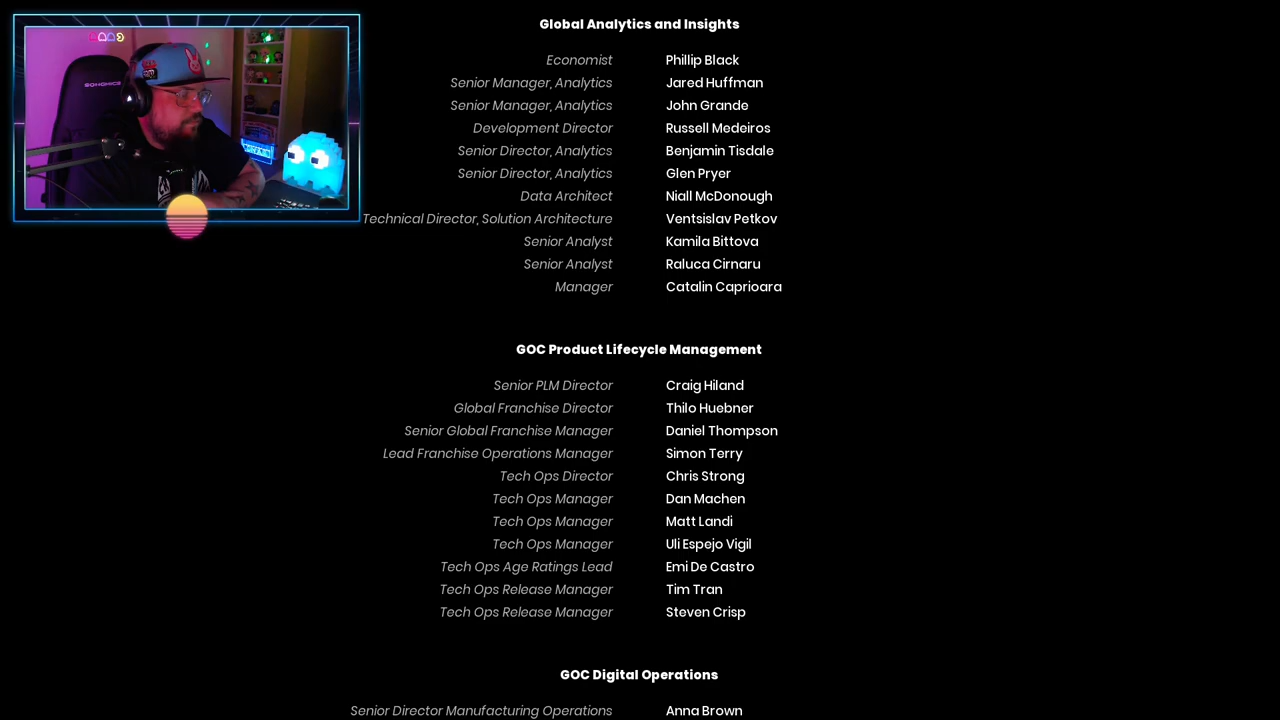 Global Analytics and Insights
Economist Phillip Black
Senior Manager, Analytics Jared Huffman
Senior Manager, Analytics John Grande
Development Director Russell Medeiros
Senior Director, Analytics Benjamin Tisdale
Senior Director, Analytics Glen Pryer
Data Architect Niall McDonough
Technical Director, Solution Architecture Ventsislav Petkov
Senior Analyst Kamila Bittova
Senior Analyst Raluca Cirnaru
Manager Catalin Caprioara
GOC Product Lifecycle Management
Senior PLM Director Craig Hiland
Global Franchise Director Thilo Huebner
Senior Global Franchise Manager Daniel Thompson
Lead Franchise Operations Manager Simon Terry
Tech Ops Director Chris Strong
Tech Ops Manager Dan Machen
Tech Ops Manager Matt Landi
Tech Ops Manager Uli Espejo Vigil
Tech Ops Age Ratings Lead Emi De Castro
Tech Ops Release Manager Tim Tran
Tech Ops Release Manager Steven Crisp
GOC Digital Operations
Senior Director Manufacturing Operations Anna Brown